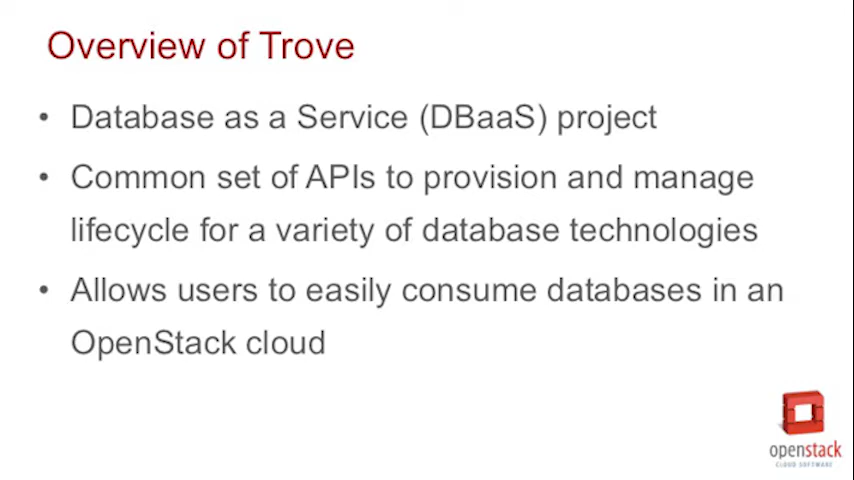 Overview of Trove
• Database as a Service (DBaaS) project
• Common set of APIs to provision and manage
lifecycle for a variety of database technologies
• Allows users to easily consume databases in an
OpenStack cloud
openstack
CLOUD SOFTWARE